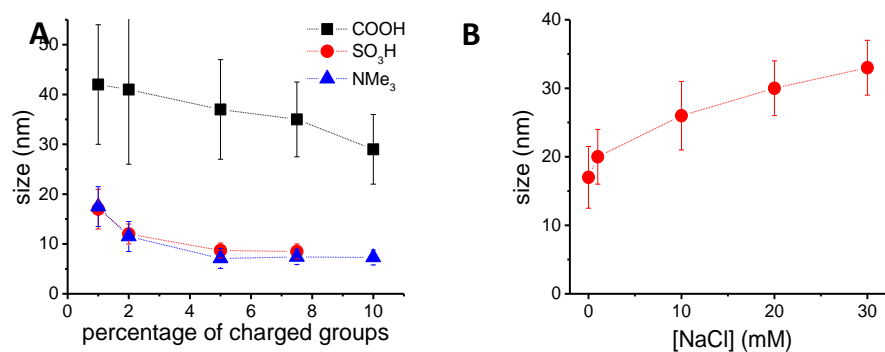 A
COOH
SO3H
NMe3
50
40
30
20
10
0
size (nm)
0 2 4 6 8 10
percentage of charged groups
B
40
30
20
10
0
size (nm)
0 10 20 30
[NaCl] (mM)